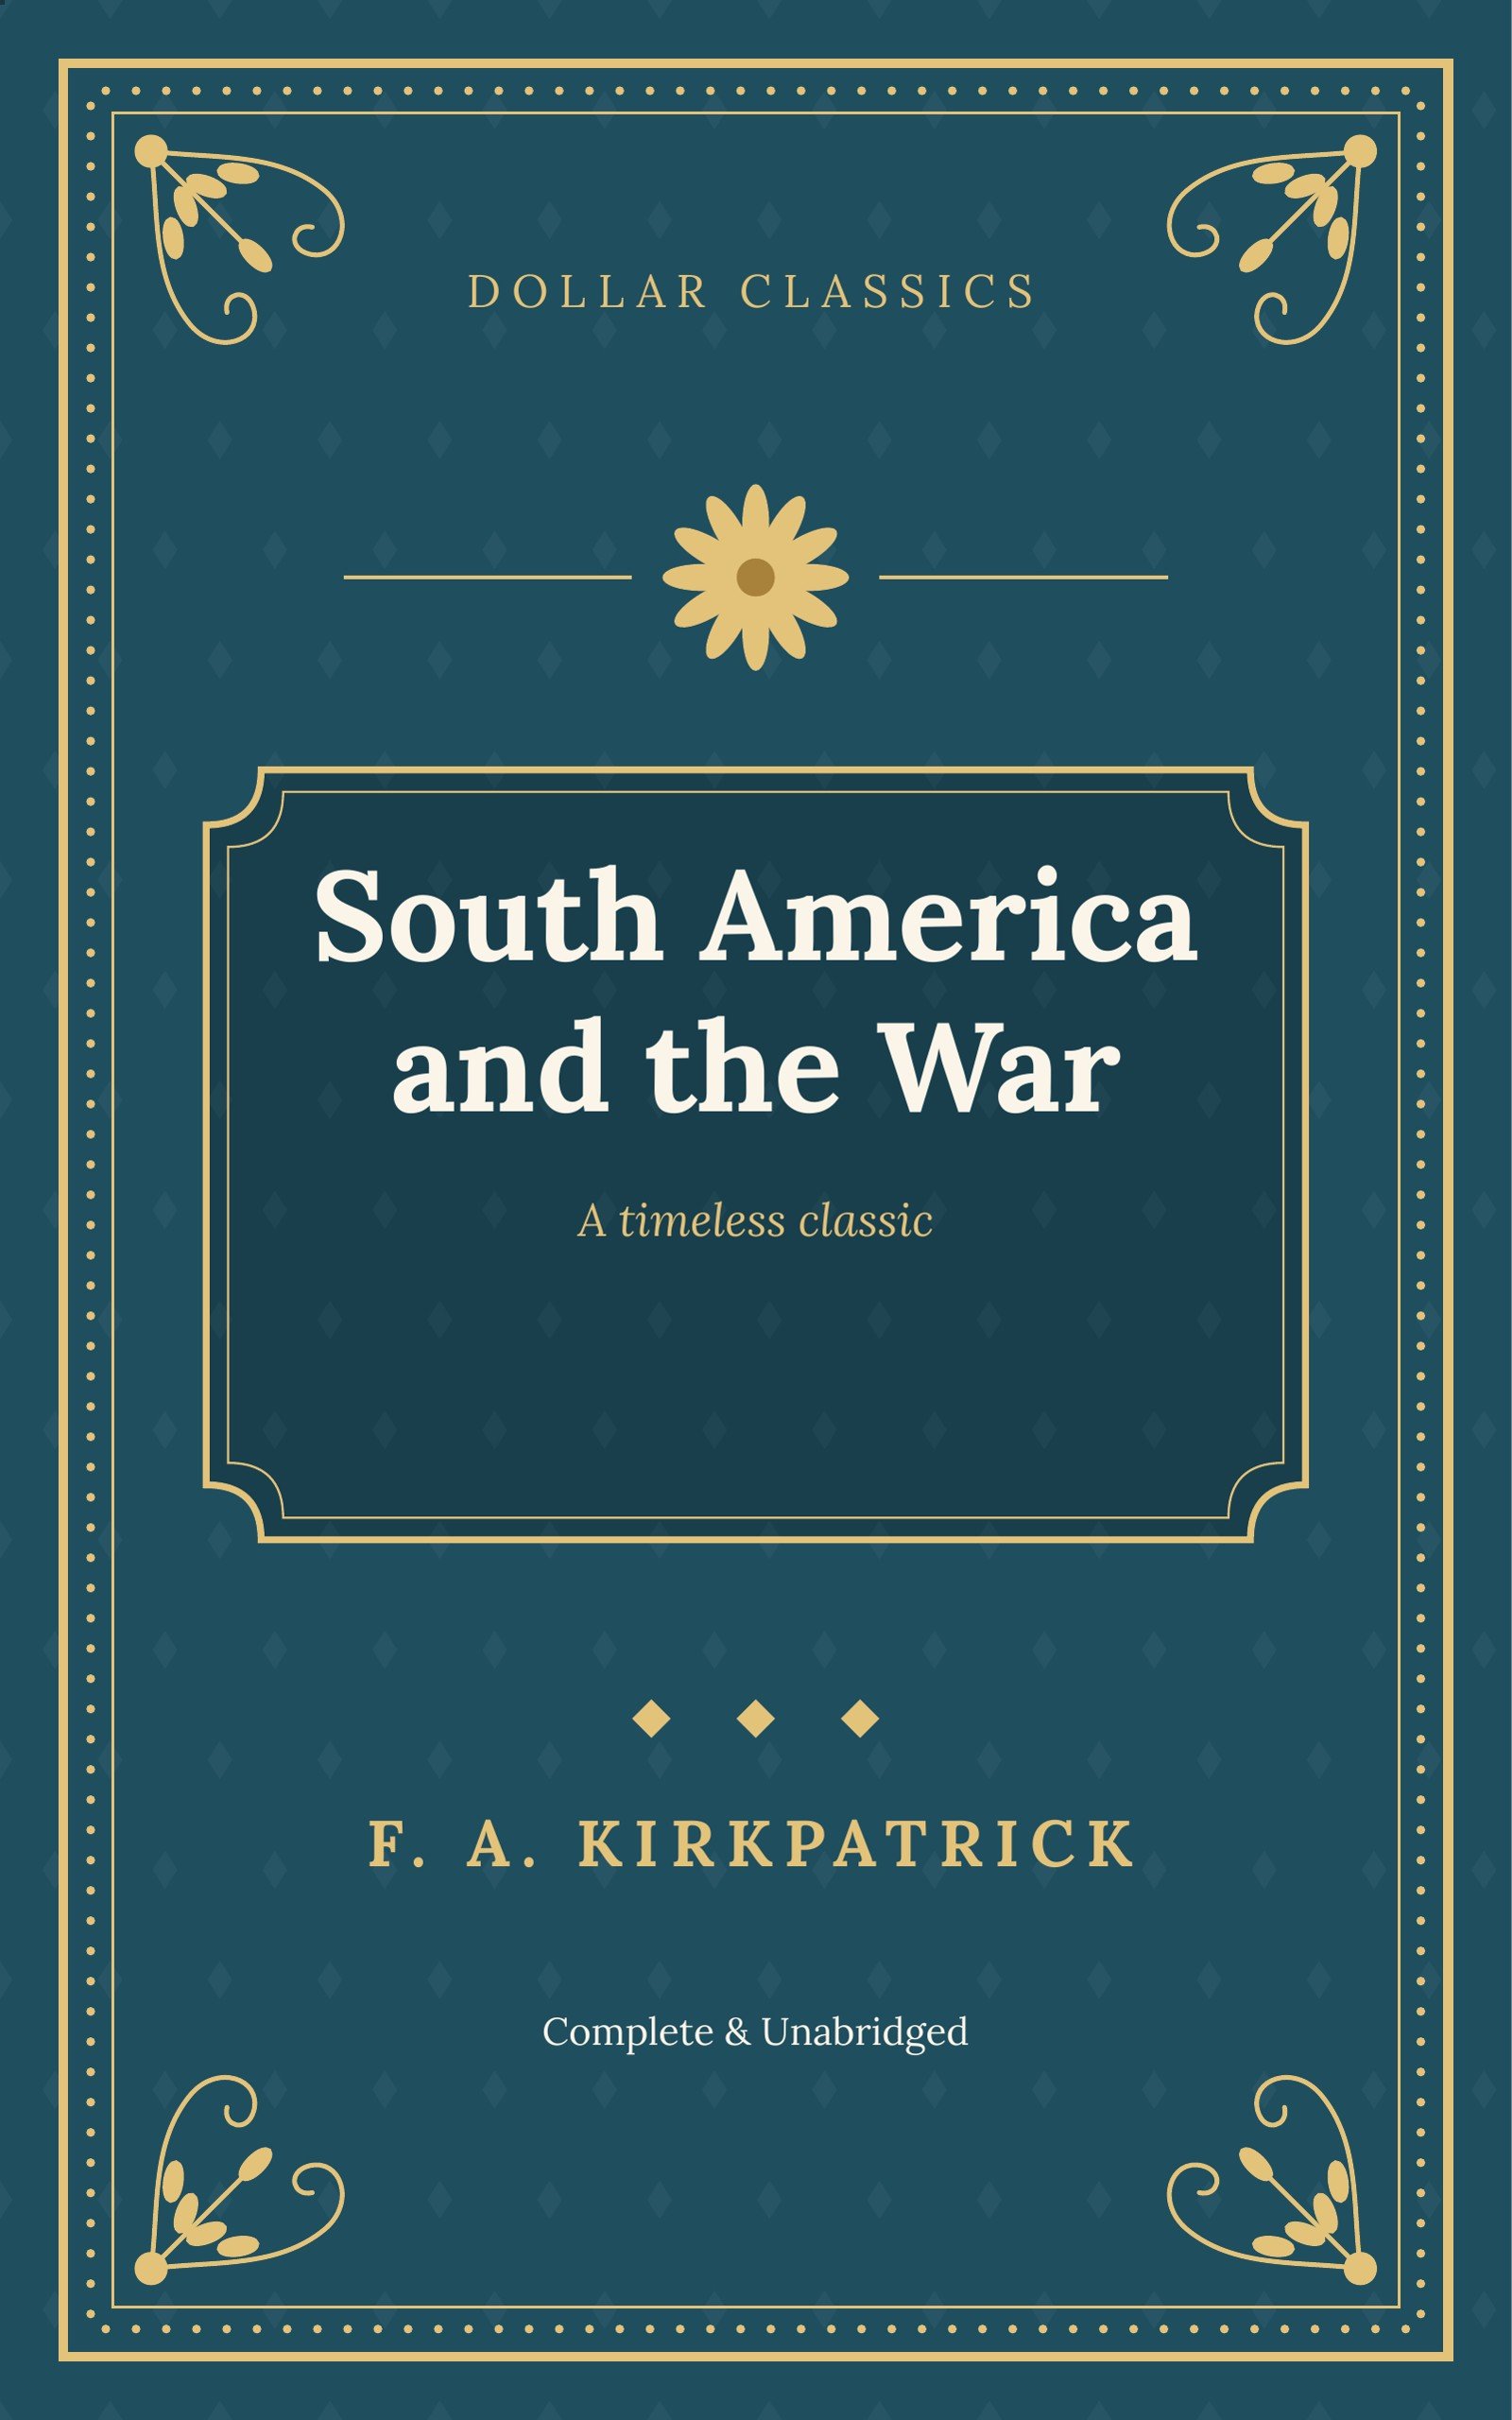 DOLLAR CLASSICS
South America
and the War
A timeless classic
F. A. KIRKPATRICK
Complete & Unabridged